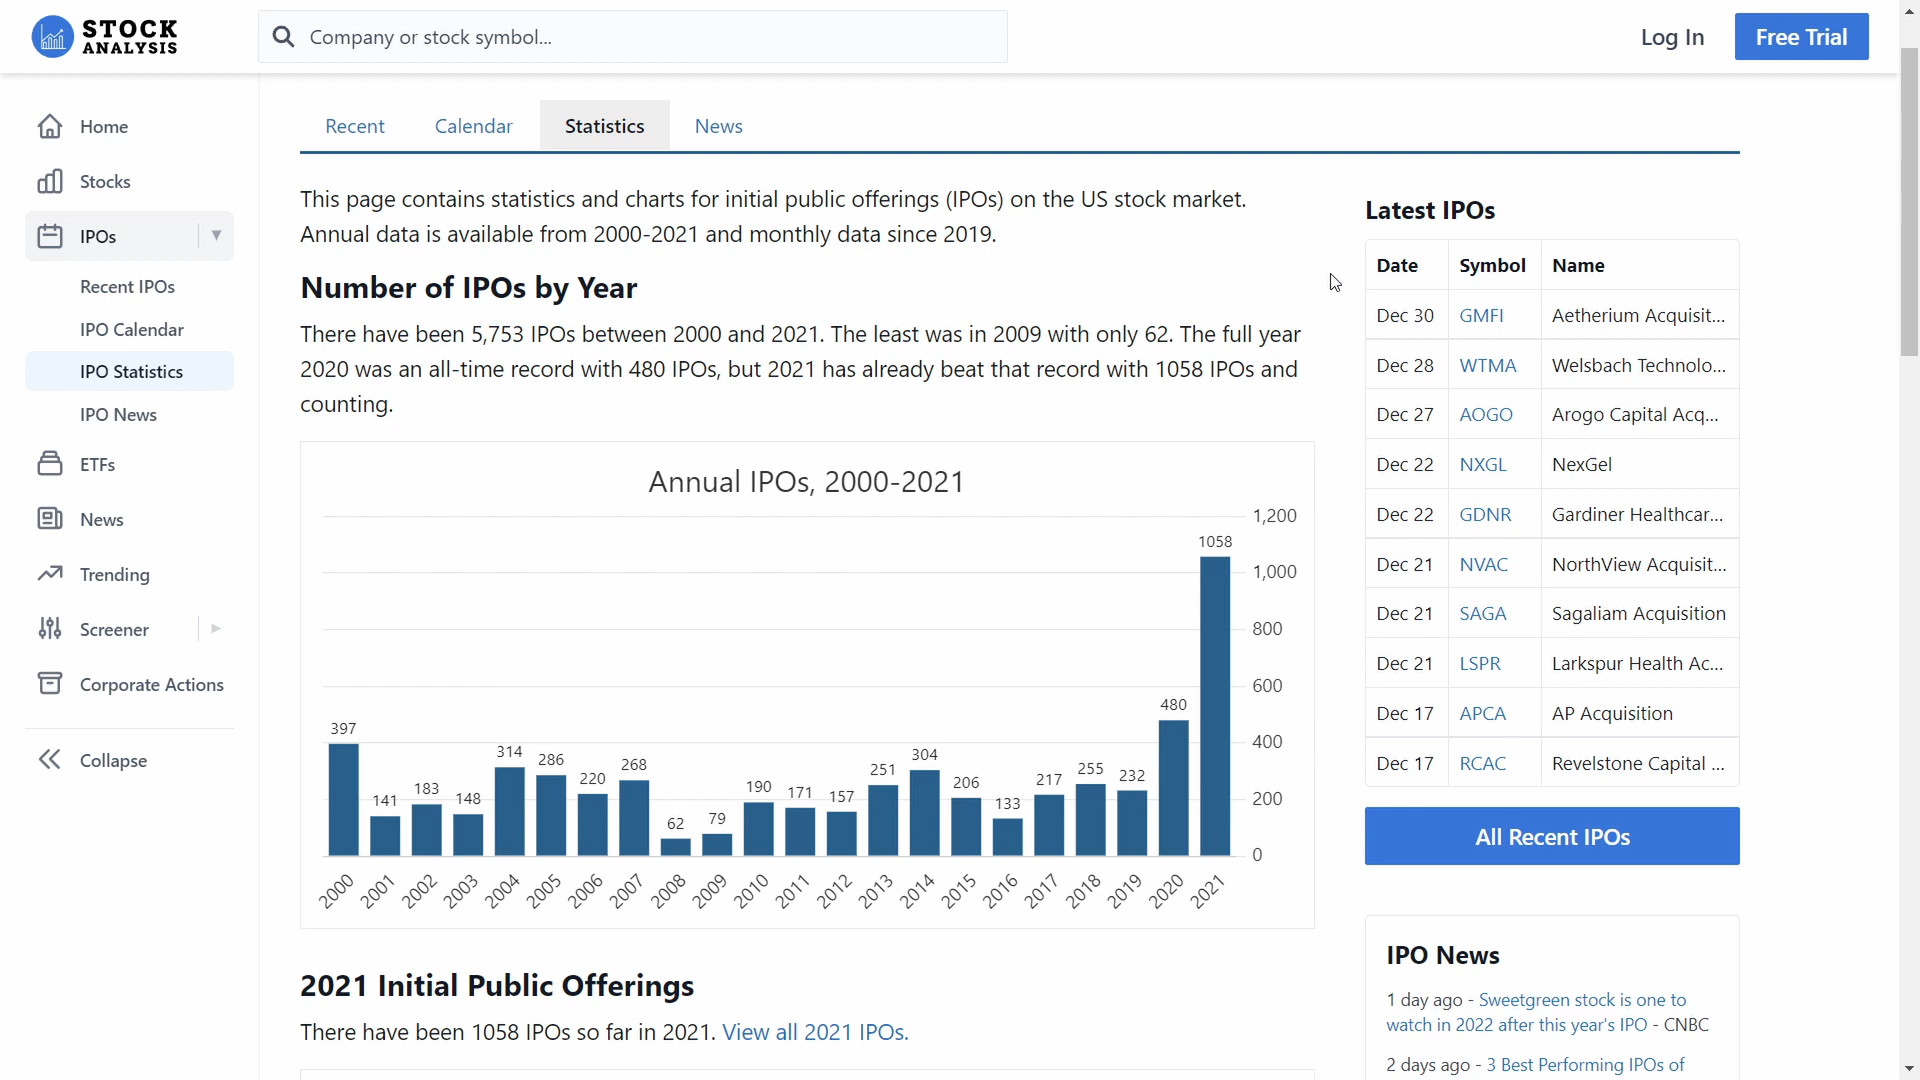 STOCK
ANALYSIS
Company or stock symbol...
Log In
Free Trial
Home
Stocks
IPOs
Recent IPOs
IPO Calendar
IPO Statistics
IPO News
ETFs
News
Trending
Screener
Corporate Actions
Collapse
Recent Calendar Statistics News
This page contains statistics and charts for initial public offerings (IPOs) on the US stock market.
Annual data is available from 2000-2021 and monthly data since 2019.
Number of IPOs by Year
There have been 5,753 IPOs between 2000 and 2021. The least was in 2009 with only 62. The full year
2020 was an all-time record with 480 IPOs, but 2021 has already beat that record with 1058 IPOs and
counting.
Annual IPOs, 2000-2021
1,200
1,000
800
600
400
200
0
397 141 183 148 314 286 220 268 62 79 190 171 157 251 304 206 133 217 255 232 480 1058
2000 2001 2002 2003 2004 2005 2006 2007 2008 2009 2010 2011 2012 2013 2014 2015 2016 2017 2018 2019 2020 2021
2021 Initial Public Offerings
There have been 1058 IPOs so far in 2021. View all 2021 IPOs.
Latest IPOs
Date Symbol Name
Dec 30 GMFI Aetherium Acquisit...
Dec 28 WTMA Welsbach Technolo...
Dec 27 AOGO Arogo Capital Acq...
Dec 22 NXGL NexGel
Dec 22 GDNR Gardiner Healthcar...
Dec 21 NVAC NorthView Acquisit...
Dec 21 SAGA Sagaliam Acquisition
Dec 21 LSPR Larkspur Health Ac...
Dec 17 APCA AP Acquisition
Dec 17 RCAC Revelstone Capital ...
All Recent IPOs
IPO News
1 day ago - Sweetgreen stock is one to
watch in 2022 after this year's IPO - CNBC
2 days ago - 3 Best Performing IPOs of